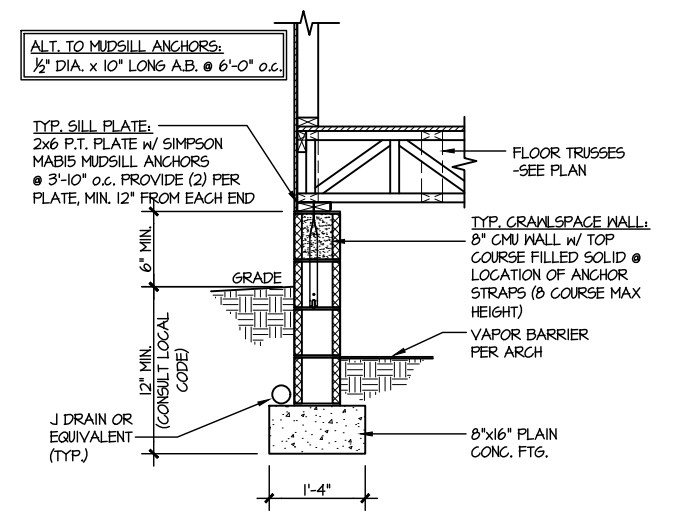 ALT. TO MUDSILL ANCHORS:
½" DIA. x 10" LONG A.B. @ 6'-0" o.c.
TYP. SILL PLATE:
2x6 P.T. PLATE w/ SIMPSON
MAB15 MUDSILL ANCHORS
@ 3'-10" o.c. PROVIDE (2) PER
PLATE, MIN. 12" FROM EACH END
FLOOR TRUSSES
-SEE PLAN
TYP. CRAWLSPACE WALL:
8" CMU WALL w/ TOP
COURSE FILLED SOLID @
LOCATION OF ANCHOR
STRAPS (8 COURSE MAX
HEIGHT)
6" MIN.
GRADE
VAPOR BARRIER
PER ARCH
12" MIN.
(CONSULT LOCAL
CODE)
J DRAIN OR
EQUIVALENT
(TYP.)
8"x16" PLAIN
CONC. FTG.
1'-4"